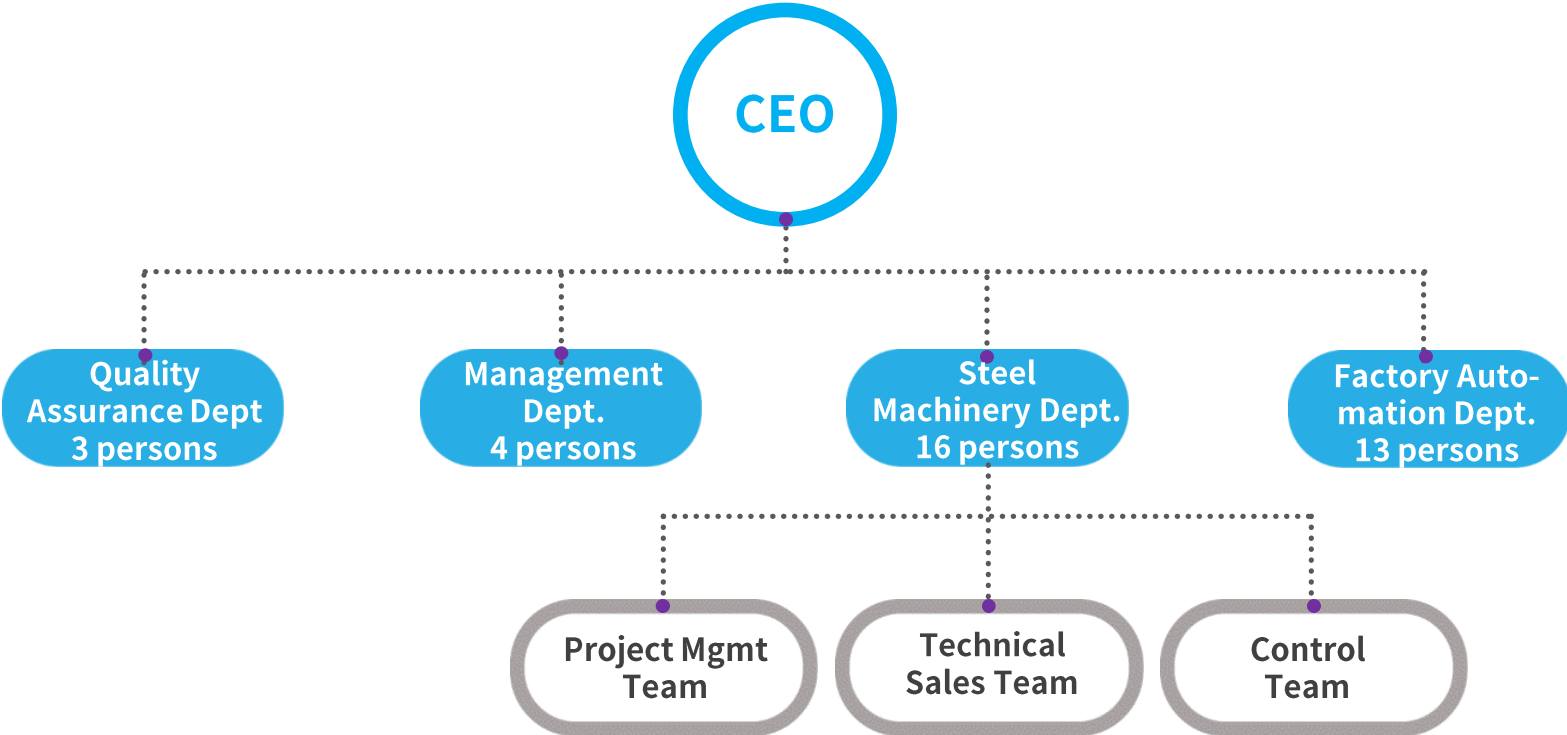 CEO
Quality
Assurance Dept
3 persons
Management
Dept.
4 persons
Steel
Machinery Dept.
16 persons
Factory Auto-
mation Dept.
13 persons
Project Mgmt
Team
Technical
Sales Team
Control
Team